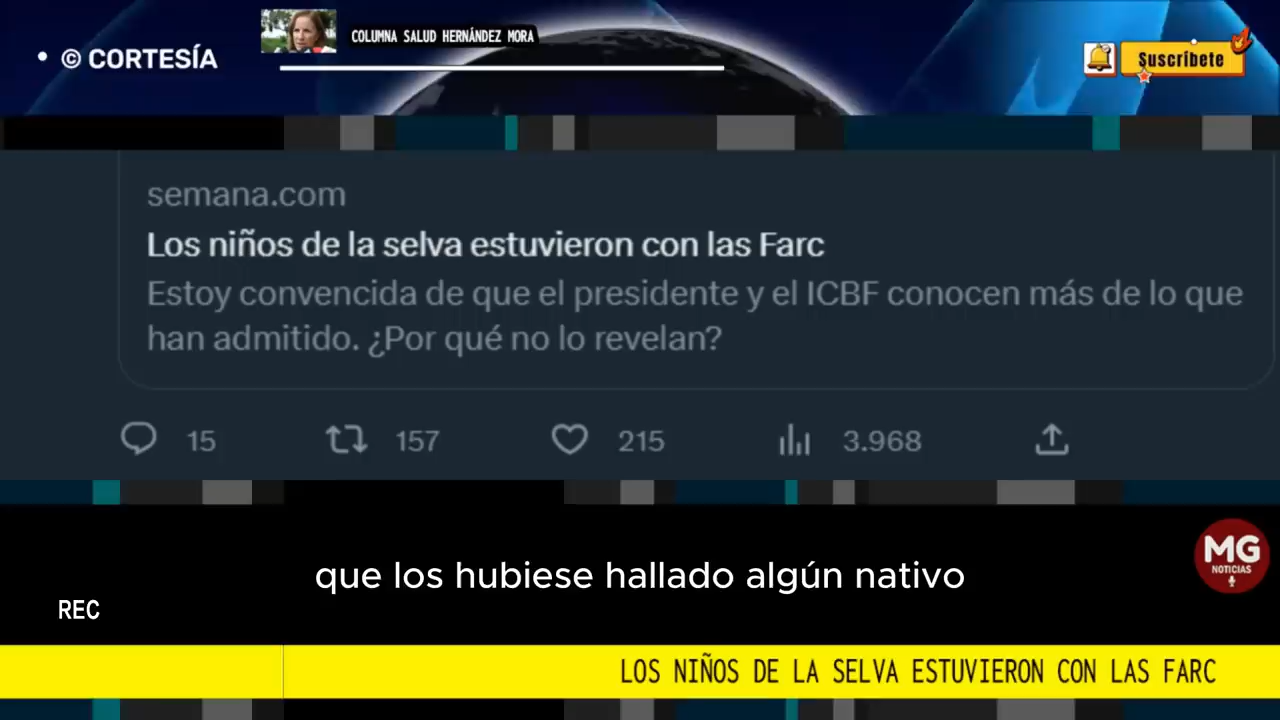 • © CORTESÍA
COLUMNA SALUD HERNÁNDEZ MORA
Suscríbete
semana.com
Los niños de la selva estuvieron con las Farc
Estoy convencida de que el presidente y el ICBF conocen más de lo que
han admitido. ¿Por qué no lo revelan?
15 157 215 3.968
que los hubiese hallado algún nativo
MG
NOTICIAS
REC
LOS NIÑOS DE LA SELVA ESTUVIERON CON LAS FARC